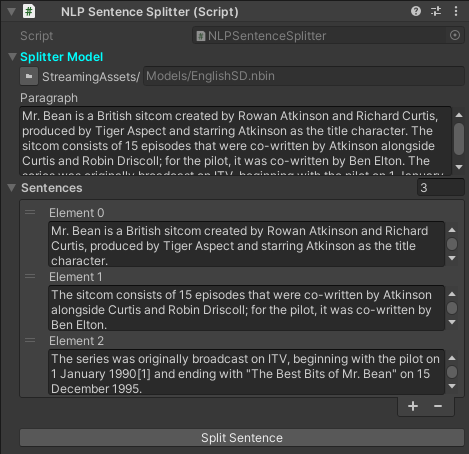 NLP Sentence Splitter (Script)
Script NLPSentenceSplitter
Splitter Model
StreamingAssets/ Models/EnglishSD.nbin
Paragraph
Mr. Bean is a British sitcom created by Rowan Atkinson and Richard Curtis,
produced by Tiger Aspect and starring Atkinson as the title character. The
sitcom consists of 15 episodes that were co-written by Atkinson alongside
Curtis and Robin Driscoll; for the pilot, it was co-written by Ben Elton. The
series was originally broadcast on ITV, beginning with the pilot on 1 January
Sentences 3
Element 0
Mr. Bean is a British sitcom created by Rowan Atkinson and Richard
Curtis, produced by Tiger Aspect and starring Atkinson as the title
character.
Element 1
The sitcom consists of 15 episodes that were co-written by Atkinson
alongside Curtis and Robin Driscoll; for the pilot, it was co-written by
Ben Elton.
Element 2
The series was originally broadcast on ITV, beginning with the pilot on
1 January 1990[1] and ending with "The Best Bits of Mr. Bean" on 15
December 1995.
Split Sentence